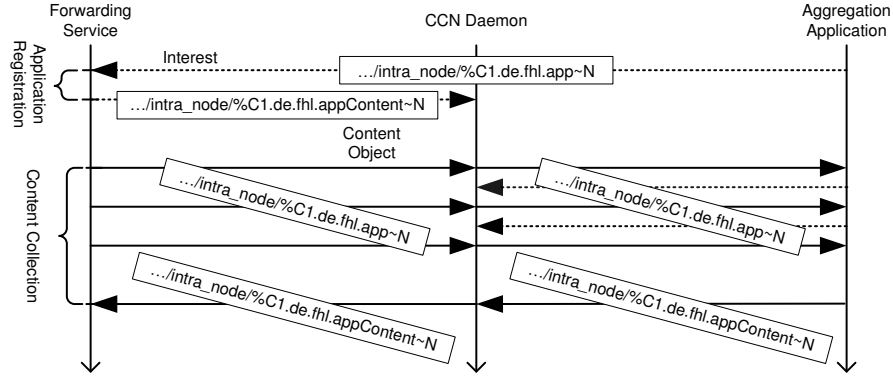 Forwarding
Service
CCN Daemon
Aggregation
Application
Application
Registration
Interest
…/intra_node/%C1.de.fhl.app~N
…/intra_node/%C1.de.fhl.appContent~N
Content
Object
Content Collection
…/intra_node/%C1.de.fhl.app~N
…/intra_node/%C1.de.fhl.app~N
…/intra_node/%C1.de.fhl.appContent~N
…/intra_node/%C1.de.fhl.appContent~N